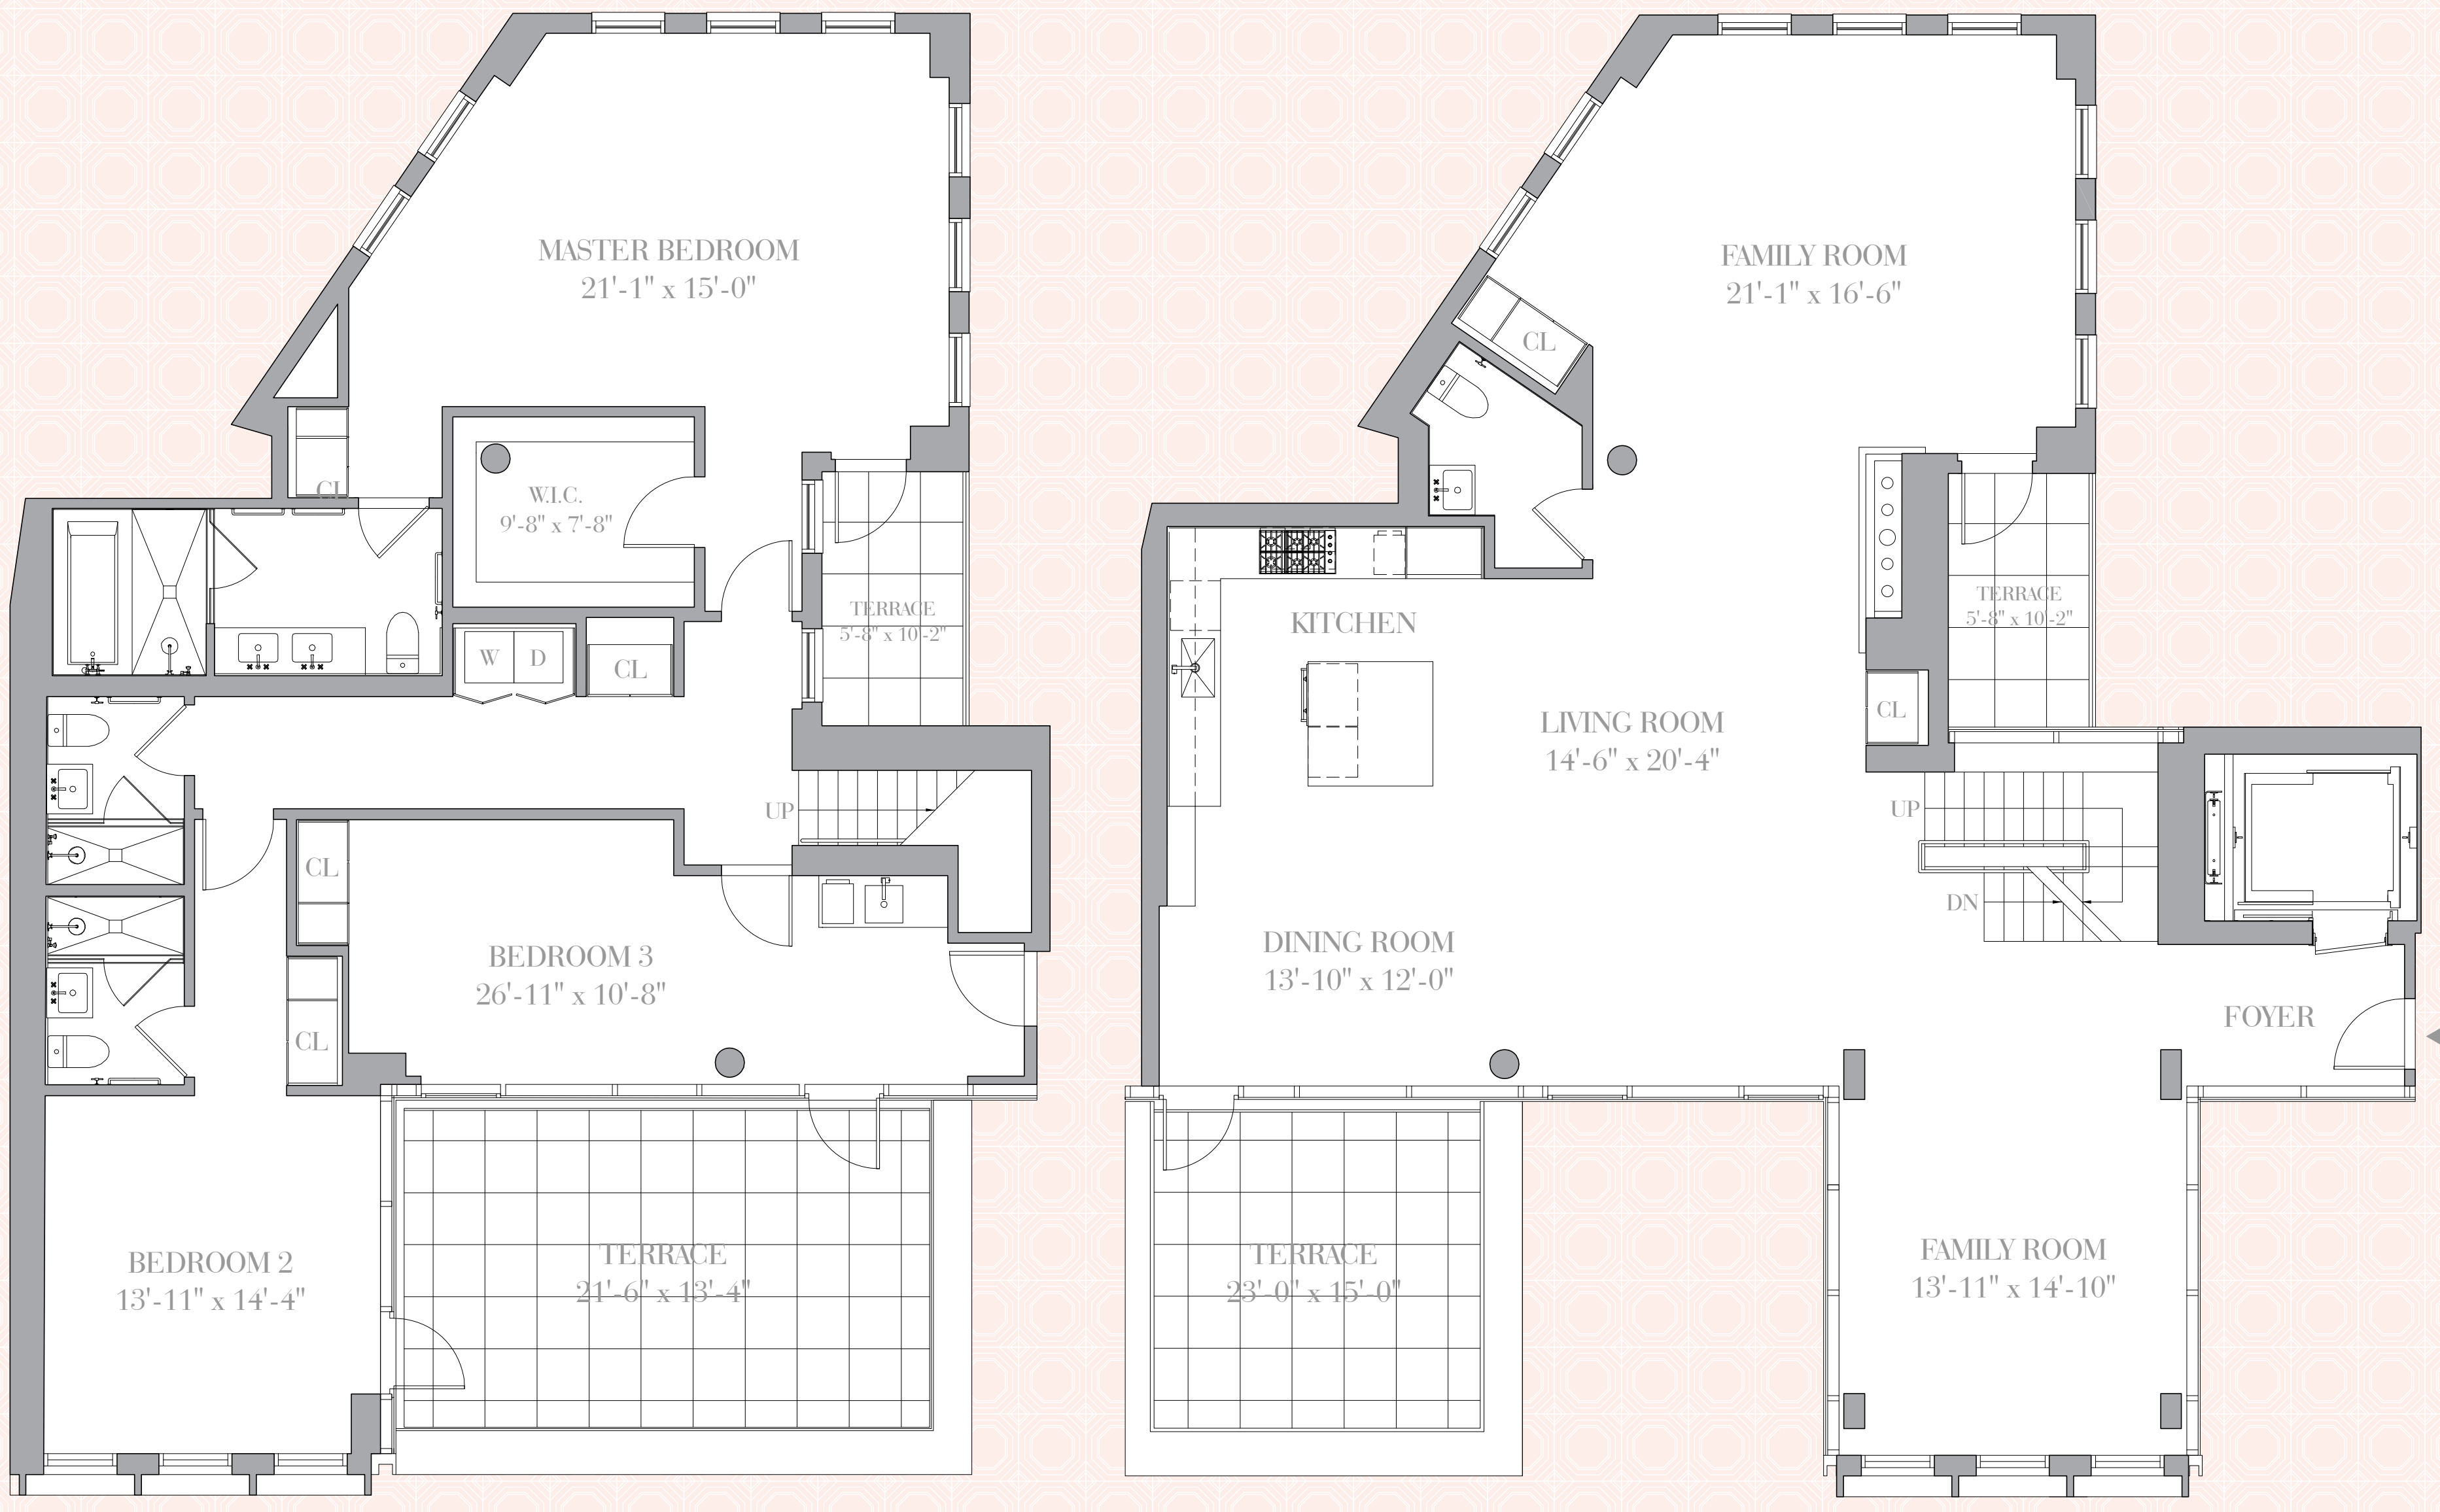 MASTER BEDROOM
21'-1" x 15'-0"
CL
W.I.C.
9'-8" x 7'-8"
TERRACE
5'-8" x 10'-2"
W
D
CL
UP
CL
BEDROOM 3
26'-11" x 10'-8"
CL
BEDROOM 2
13'-11" x 14'-4"
TERRACE
21'-6" x 13'-4"
FAMILY ROOM
21'-1" x 16'-6"
CL
KITCHEN
TERRACE
5'-8" x 10'-2"
LIVING ROOM
14'-6" x 20'-4"
CL
UP
DN
DINING ROOM
13'-10" x 12'-0"
FOYER
TERRACE
23'-0" x 15'-0"
FAMILY ROOM
13'-11" x 14'-10"